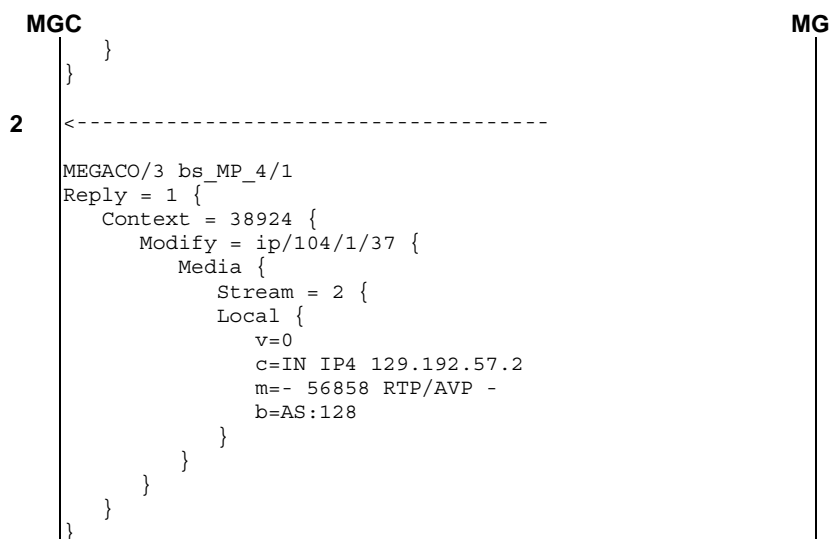 MGC MG
}
}
2 <-------------------------------------
MEGACO/3 bs_MP_4/1
Reply = 1 {
Context = 38924 {
Modify = ip/104/1/37 {
Media {
Stream = 2 {
Local {
v=0
c=IN IP4 129.192.57.2
m=- 56858 RTP/AVP -
b=AS:128
}
}
}
}
}